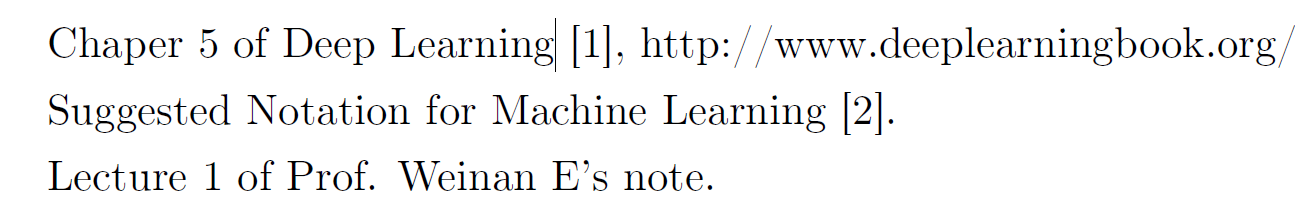 Chaper 5 of Deep Learning [1], http://www.deeplearningbook.org/
Suggested Notation for Machine Learning [2].
Lecture 1 of Prof. Weinan E's note.